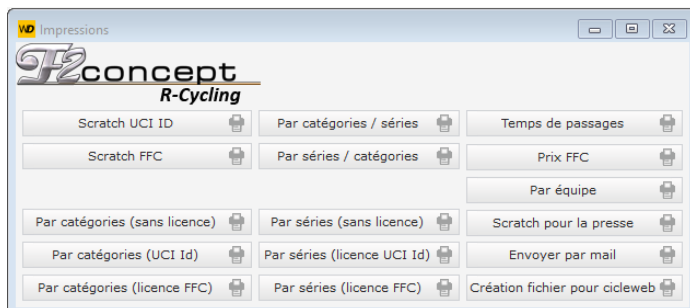 WD Impressions
F2concept
R-Cycling
Scratch UCI ID
Par catégories / séries
Temps de passages
Scratch FFC
Par séries / catégories
Prix FFC
Par équipe
Par catégories (sans licence)
Par séries (sans licence)
Scratch pour la presse
Par catégories (UCI Id)
Par séries (licence UCI Id)
Envoyer par mail
Par catégories (licence FFC)
Par séries (licence FFC)
Création fichier pour cicleweb